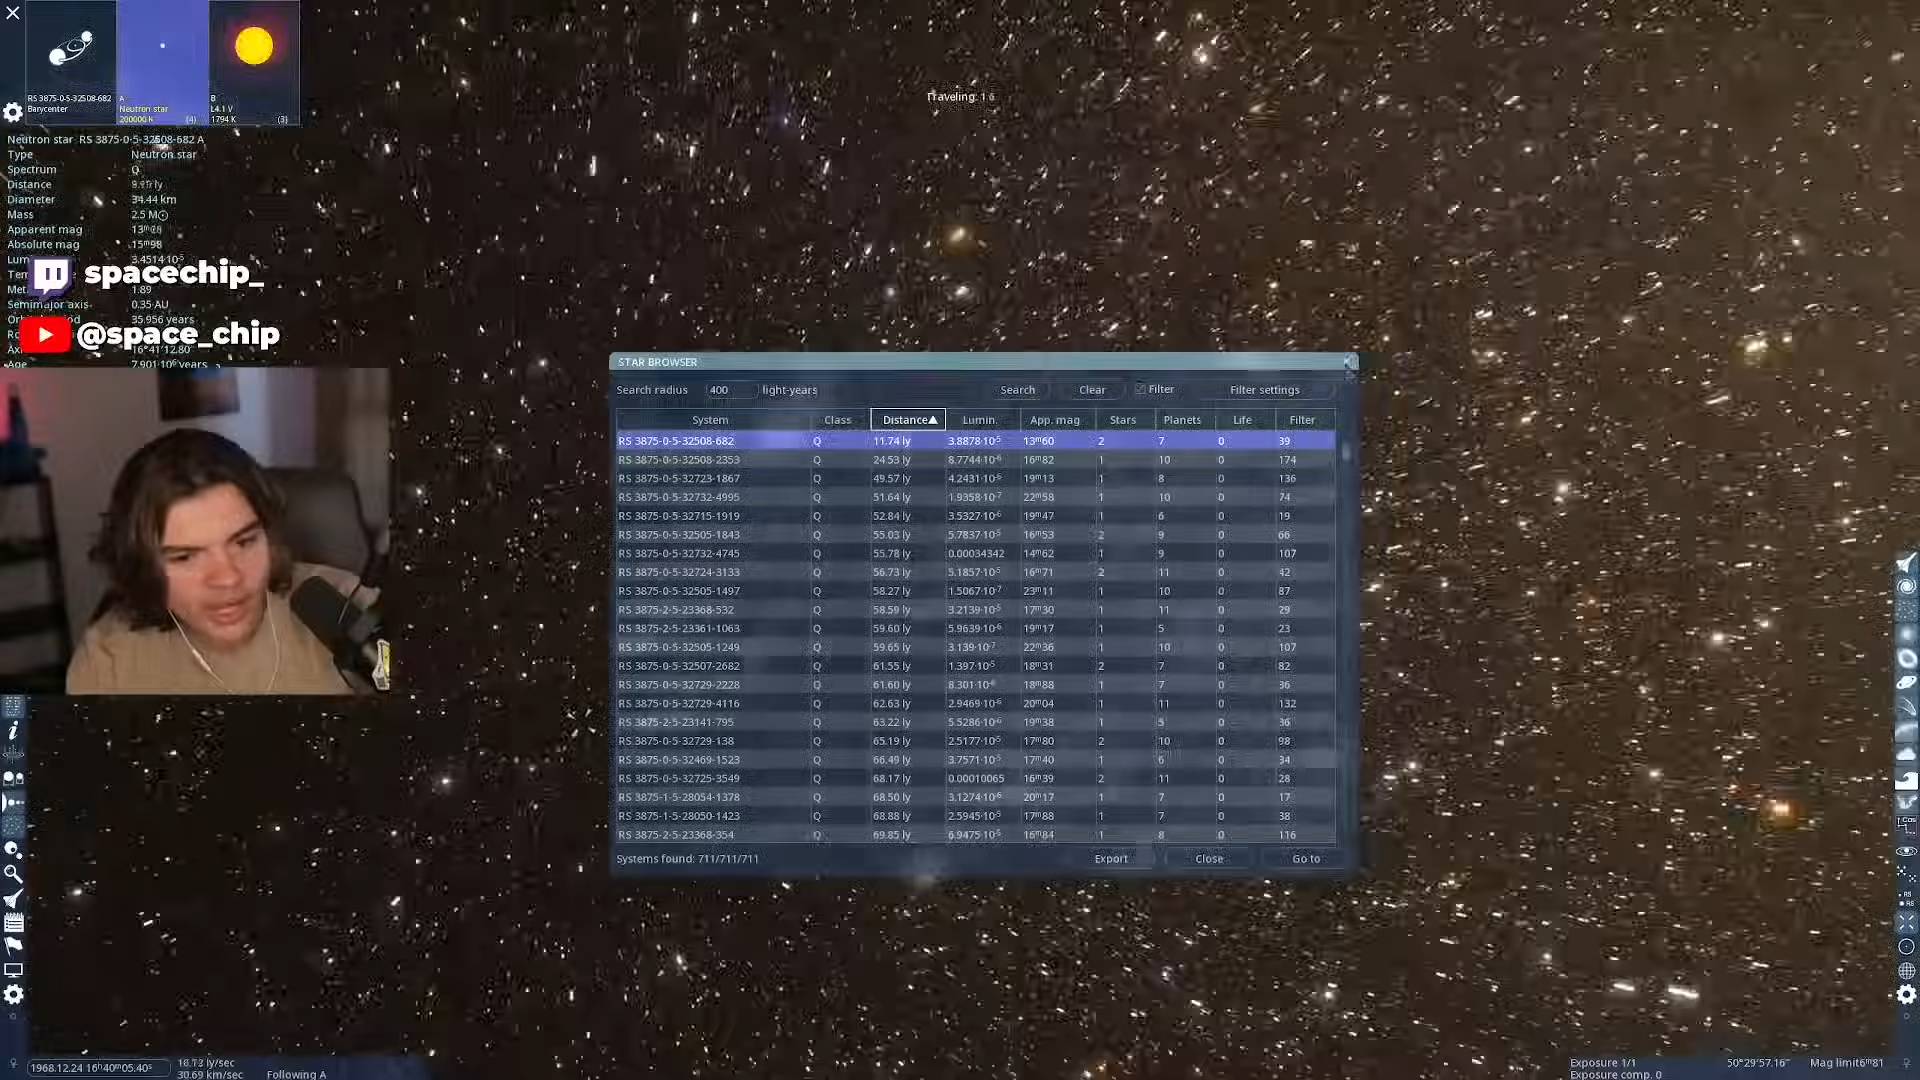 RS 3875-0-5-32508-682
Barycenter
A
Neutron star
200000 K (4)
B
L4.1 V
1794 K (3)
Traveling: 1.6
Neutron star RS 3875-0-5-32508-682 A
Type Neutron star
Spectrum Q
Distance ly
Diameter 34.44 km
Mass 2.5 M☉
Apparent mag
Absolute mag 15ᵐ98
Lum 3.4514·10⁻⁵
Tem
Met 1.89
Semimajor axis 0.35 AU
Orb od 35.956 years
Ro
Axi 16°41′12.80″
Age 7.901·10⁶ years
spacechip_
@space_chip
STAR BROWSER
Search radius 400 light-years Search Clear Filter Filter settings
System Class Distance▲ Lumin. App. mag Stars Planets Life Filter
RS 3875-0-5-32508-682 Q 11.74 ly 3.8878·10⁻⁵ 13ᵐ60 2 7 0 39
RS 3875-0-5-32508-2353 Q 24.53 ly 8.7744·10⁻⁶ 16ᵐ82 1 10 0 174
RS 3875-0-5-32723-1867 Q 49.57 ly 4.2431·10⁻⁶ 19ᵐ13 1 8 0 136
RS 3875-0-5-32732-4995 Q 51.64 ly 1.9358·10⁻⁷ 22ᵐ58 1 10 0 74
RS 3875-0-5-32715-1919 Q 52.84 ly 3.5327·10⁻⁶ 19ᵐ47 1 6 0 19
RS 3875-0-5-32505-1843 Q 55.03 ly 5.7837·10⁻⁵ 16ᵐ53 2 9 0 66
RS 3875-0-5-32732-4745 Q 55.78 ly 0.00034342 14ᵐ62 1 9 0 107
RS 3875-0-5-32724-3133 Q 56.73 ly 5.1857·10⁻⁵ 16ᵐ71 2 11 0 42
RS 3875-0-5-32505-1497 Q 58.27 ly 1.5067·10⁻⁷ 23ᵐ11 1 10 0 87
RS 3875-2-5-23368-532 Q 58.59 ly 3.2139·10⁻⁵ 17ᵐ30 1 11 0 29
RS 3875-2-5-23361-1063 Q 59.60 ly 5.9639·10⁻⁶ 19ᵐ17 1 5 0 23
RS 3875-0-5-32505-1249 Q 59.65 ly 3.139·10⁻⁷ 22ᵐ36 1 10 0 107
RS 3875-0-5-32507-2682 Q 61.55 ly 1.397·10⁻⁵ 18ᵐ31 2 7 0 82
RS 3875-0-5-32729-2228 Q 61.60 ly 8.301·10⁻⁶ 18ᵐ88 1 7 0 36
RS 3875-0-5-32729-4116 Q 62.63 ly 2.9469·10⁻⁶ 20ᵐ04 1 11 0 132
RS 3875-2-5-23141-795 Q 63.22 ly 5.5286·10⁻⁶ 19ᵐ38 1 5 0 36
RS 3875-0-5-32729-138 Q 65.19 ly 2.5177·10⁻⁵ 17ᵐ80 2 10 0 98
RS 3875-0-5-32469-1523 Q 66.49 ly 3.7571·10⁻⁵ 17ᵐ40 1 6 0 34
RS 3875-0-5-32725-3549 Q 68.17 ly 0.00010065 16ᵐ39 2 11 0 28
RS 3875-1-5-28054-1378 Q 68.50 ly 3.1274·10⁻⁶ 20ᵐ17 1 7 0 17
RS 3875-1-5-28050-1423 Q 68.88 ly 2.5945·10⁻⁵ 17ᵐ88 1 7 0 38
RS 3875-2-5-23368-354 Q 69.85 ly 6.9475·10⁻⁵ 16ᵐ84 1 8 0 116
Systems found: 711/711/711 Export Close Go to
1968.12.24 16ʰ40ᵐ05.40ˢ
ly/sec
30.69 km/sec Following A
Exposure 1/1 50°29′57.16″ Mag limit 6ᵐ81
Exposure comp. 0